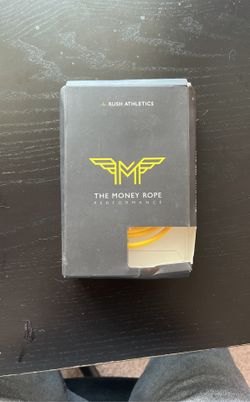 RUSH ATHLETICS
THE MONEY ROPE
PERFORMANCE